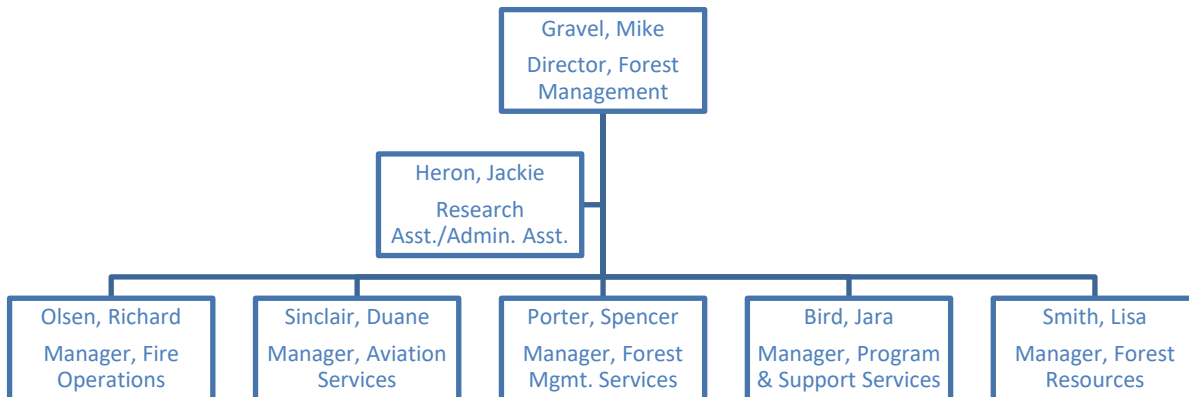 Gravel, Mike
Director, Forest
Management
Heron, Jackie
Research
Asst./Admin. Asst.
Olsen, Richard
Manager, Fire
Operations
Sinclair, Duane
Manager, Aviation
Services
Porter, Spencer
Manager, Forest
Mgmt. Services
Bird, Jara
Manager, Program
& Support Services
Smith, Lisa
Manager, Forest
Resources